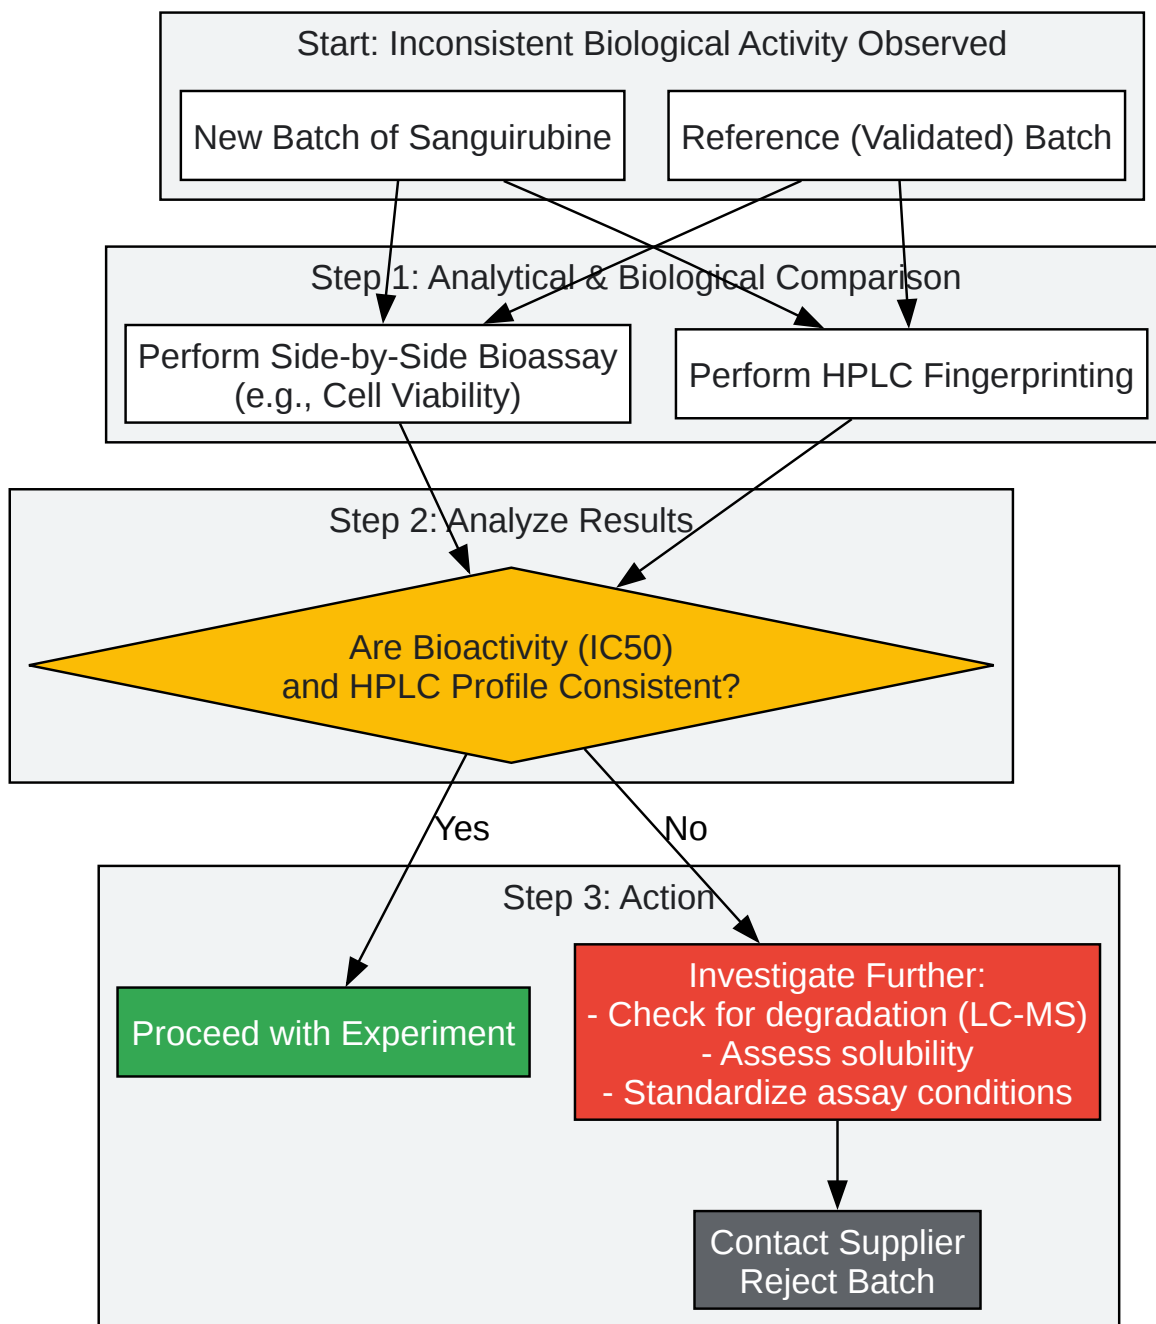 Start: Inconsistent Biological Activity Observed
New Batch of Sanguirubine
Reference (Validated) Batch
Step 1: Analytical & Biological Comparison
Perform Side-by-Side Bioassay
(e.g., Cell Viability)
Perform HPLC Fingerprinting
Step 2: Analyze Results
Are Bioactivity (IC50)
and HPLC Profile Consistent?
Yes
No
Step 3: Action
Proceed with Experiment
Investigate Further:
- Check for degradation (LC-MS)
- Assess solubility
- Standardize assay conditions
Contact Supplier
Reject Batch